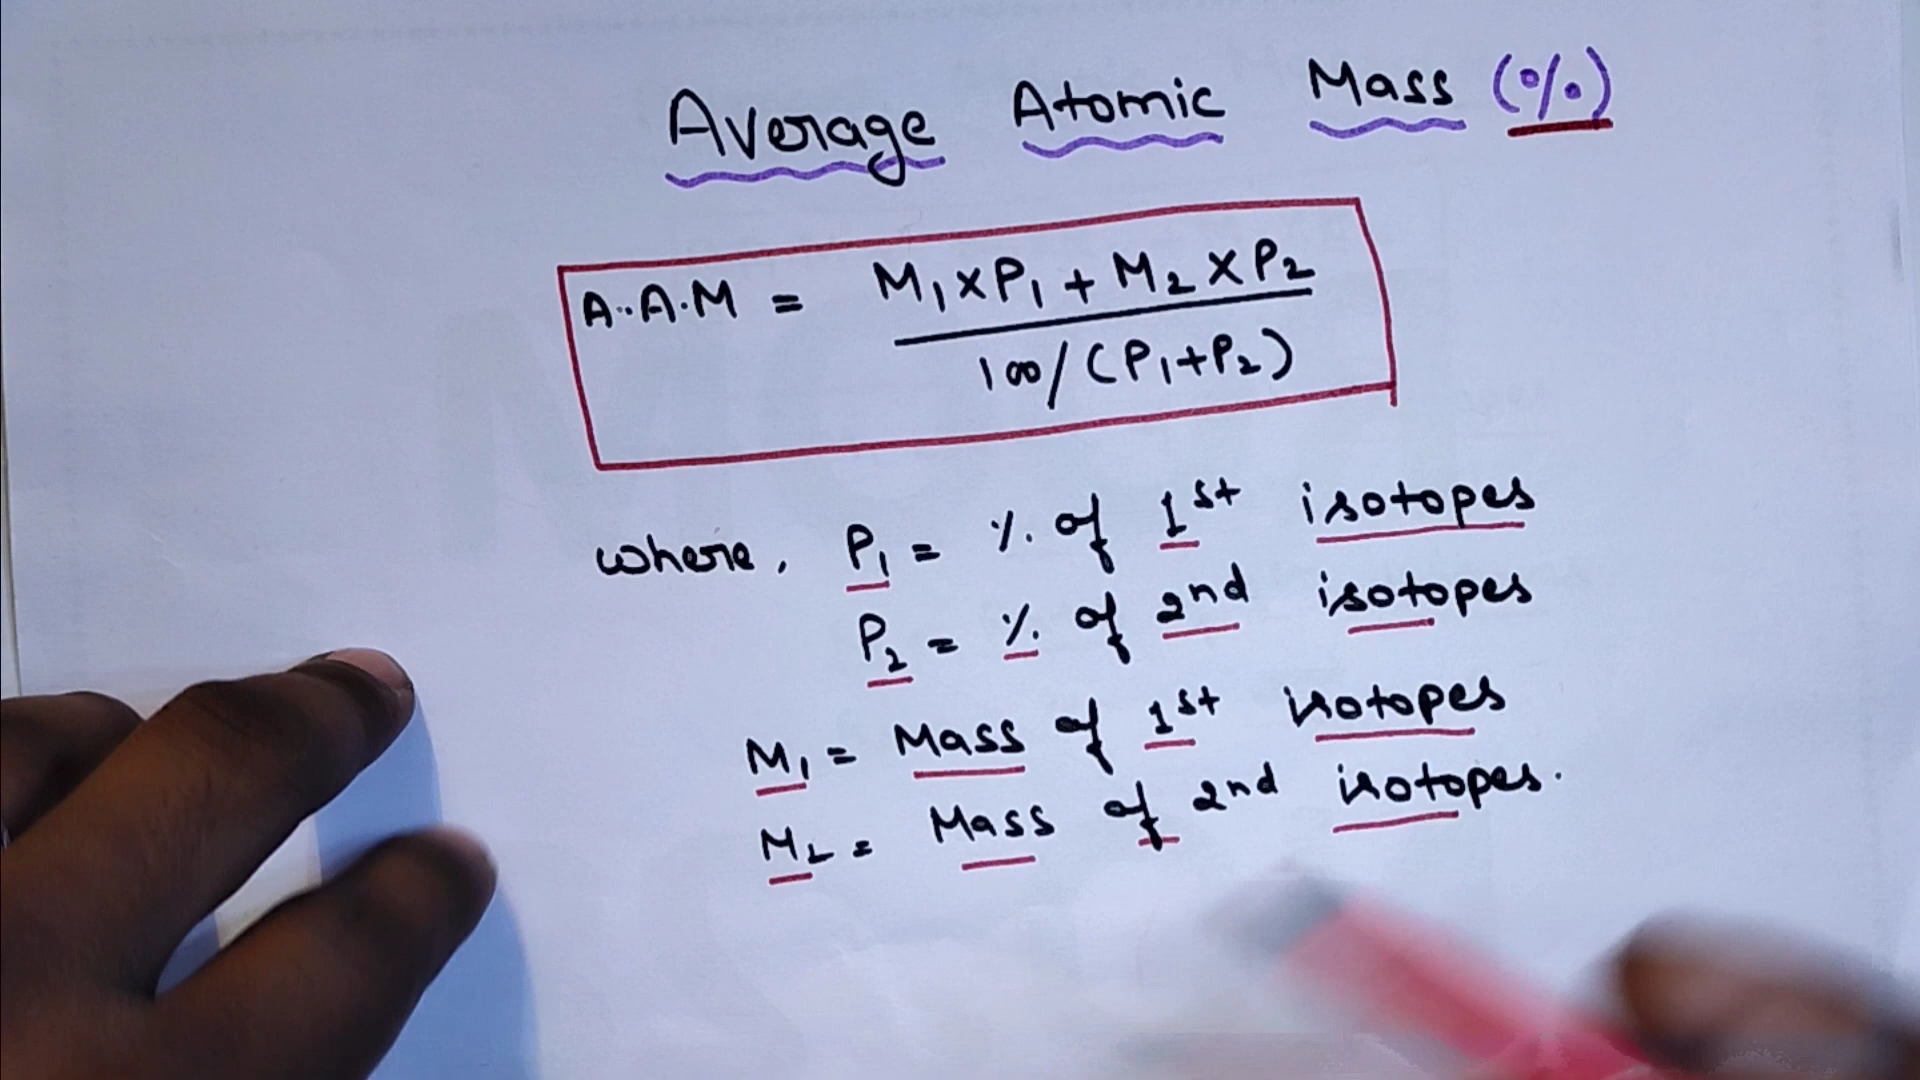 Average Atomic Mass (%)
A..A.M = M₁ X P₁ + M₂ X P₂
100/(P₁+P₂)
where, P₁ = % of 1st isotopes
P₂ = % of 2nd isotopes
M₁ = Mass of 1st isotopes
M₂ = Mass of 2nd isotopes.